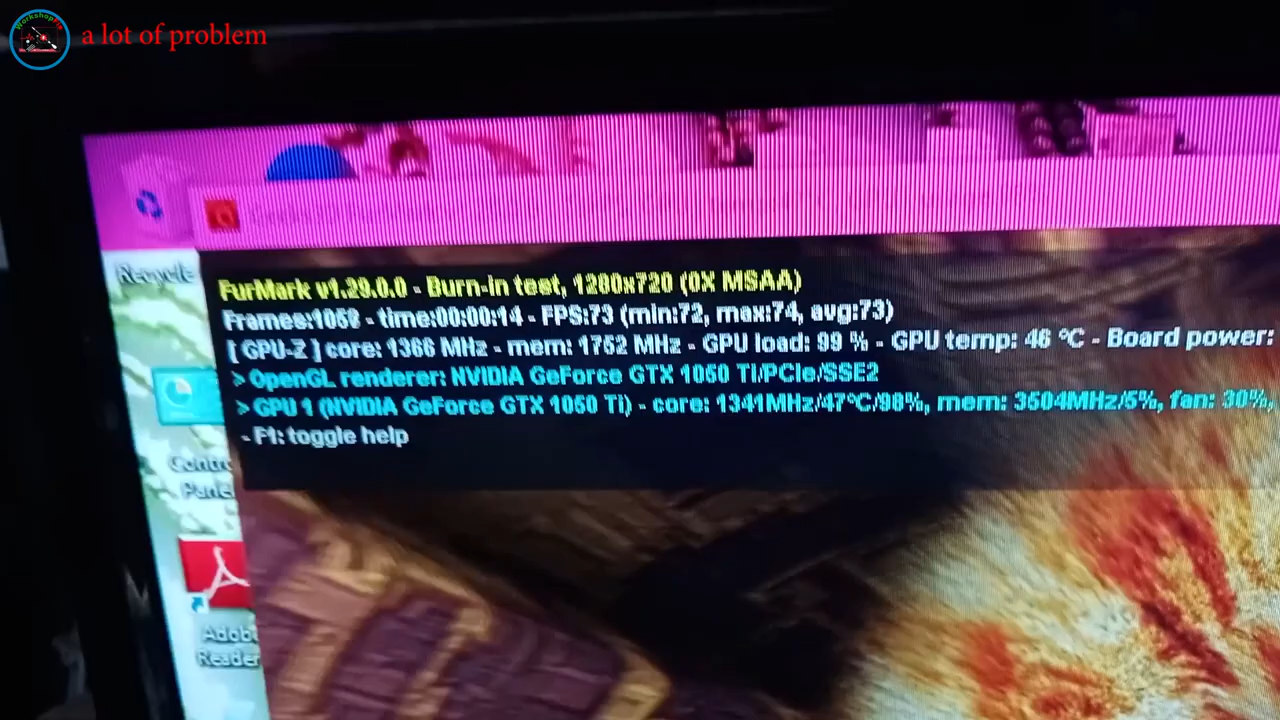 WorkshopFix
a lot of problem
Recycle
FurMark v1.29.0.0 - Burn-in test, 1280x720 (0X MSAA)
Frames:1058 - time:00:00:14 - FPS:73 (min:72, max:74, avg:73)
[ GPU-Z ] core: 1366 MHz - mem: 1752 MHz - GPU load: 99 % - GPU temp: 46 °C - Board power:
> OpenGL renderer: NVIDIA GeForce GTX 1050 Ti/PCIe/SSE2
> GPU 1 (NVIDIA GeForce GTX 1050 Ti) - core: 1341MHz/47°C/98%, mem: 3504MHz/5%, fan: 30%,
- F1: toggle help
Contro
Panel
Adobe
Reader